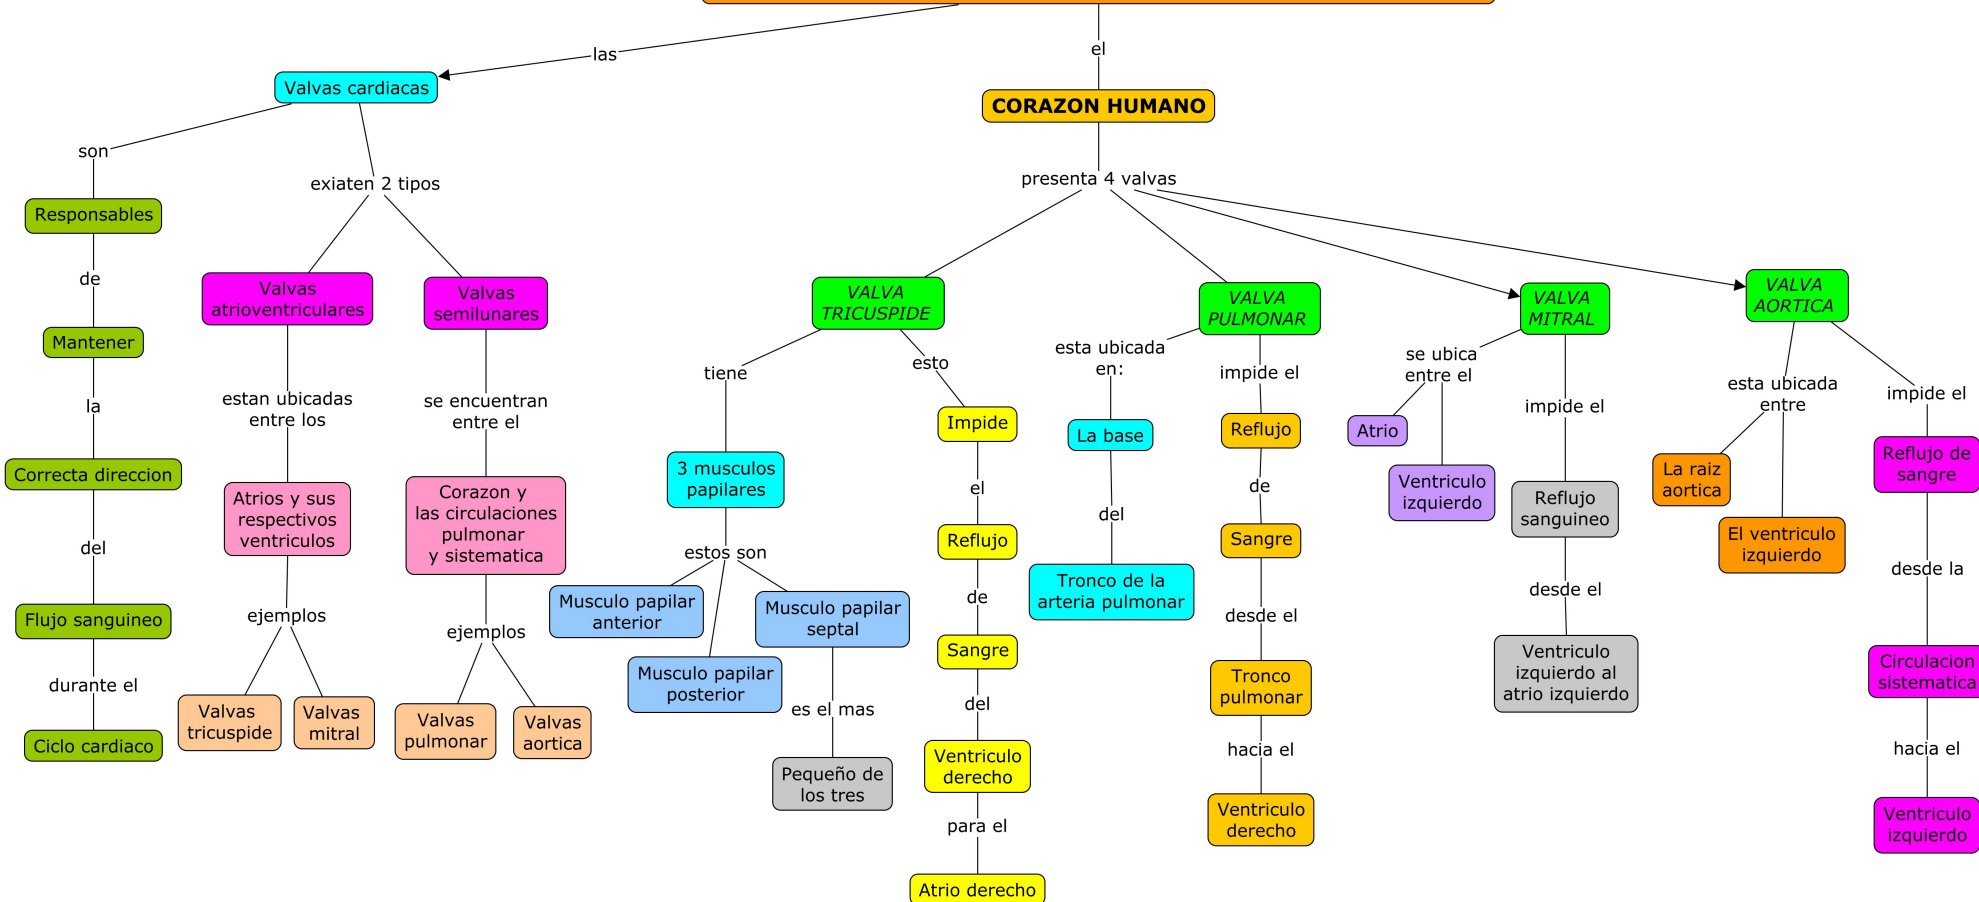 las
el
Valvas cardiacas
CORAZON HUMANO
son
exiaten 2 tipos
presenta 4 valvas
Responsables
de
Mantener
la
Correcta direccion
del
Flujo sanguineo
durante el
Ciclo cardiaco
Valvas
atrioventriculares
estan ubicadas
entre los
Atrios y sus
respectivos
ventriculos
ejemplos
Valvas
tricuspide
Valvas
mitral
Valvas
semilunares
se encuentran
entre el
Corazon y
las circulaciones
pulmonar
y sistematica
ejemplos
Valvas
pulmonar
Valvas
aortica
VALVA
TRICUSPIDE
tiene
3 musculos
papilares
estos son
Musculo papilar
anterior
Musculo papilar
posterior
Musculo papilar
septal
es el mas
Pequeño de
los tres
esto
Impide
el
Reflujo
de
Sangre
del
Ventriculo
derecho
para el
Atrio derecho
VALVA
PULMONAR
esta ubicada
en:
La base
del
Tronco de la
arteria pulmonar
impide el
Reflujo
de
Sangre
desde el
Tronco
pulmonar
hacia el
Ventriculo
derecho
VALVA
MITRAL
se ubica
entre el
Atrio
Ventriculo
izquierdo
impide el
Reflujo
sanguineo
desde el
Ventriculo
izquierdo al
atrio izquierdo
VALVA
AORTICA
esta ubicada
entre
La raiz
aortica
El ventriculo
izquierdo
impide el
Reflujo de
sangre
desde la
Circulacion
sistematica
hacia el
Ventriculo
izquierdo